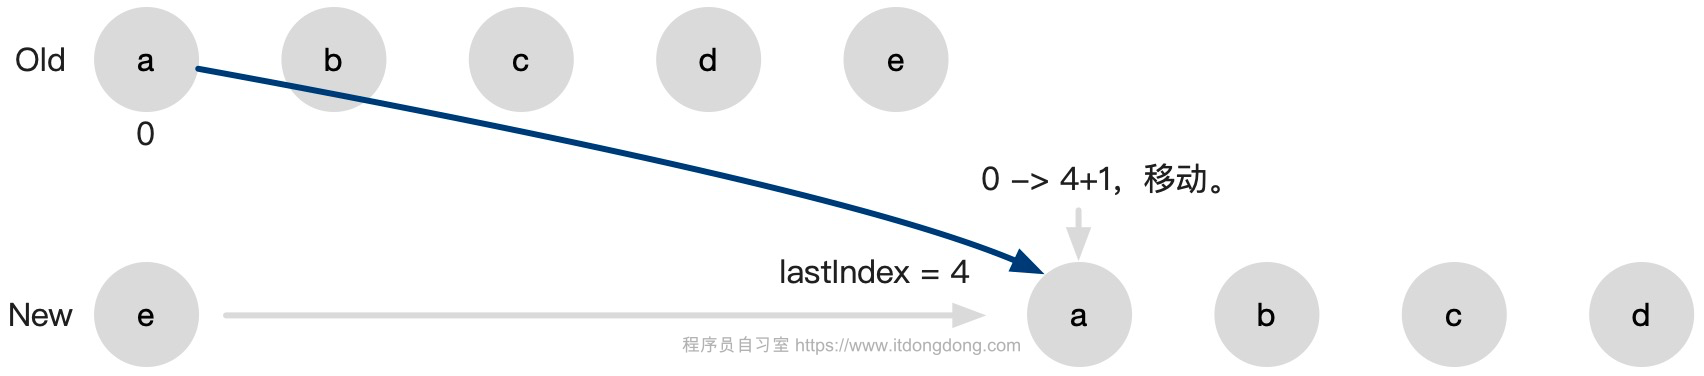 Old a b c d e
0
0 –> 4+1，移动。
lastIndex = 4
New e a b c d
程序员自习室 https://www.itdongdong.com